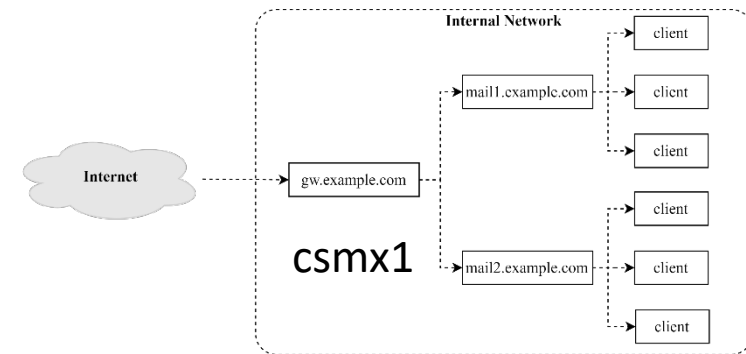 Internal Network
client
mail1.example.com
client
client
Internet
gw.example.com
client
csmx1
mail2.example.com
client
client